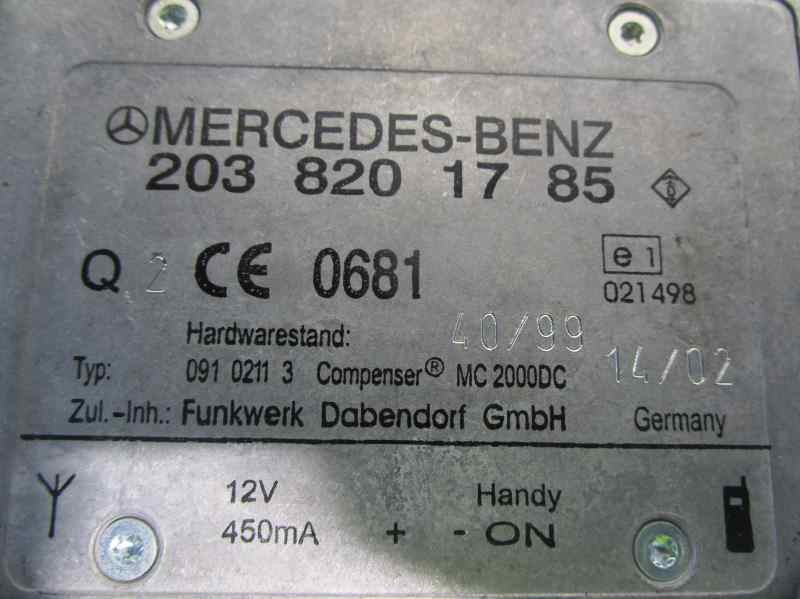 MERCEDES-BENZ
203 820 17 85
Q 2 CE 0681 e 1
021498
Hardwarestand: 40/99
Typ: 091 0211 3 Compenser® MC 2000DC 14/02
Zul.-Inh.: Funkwerk Dabendorf GmbH Germany
12V Handy
450mA + - ON